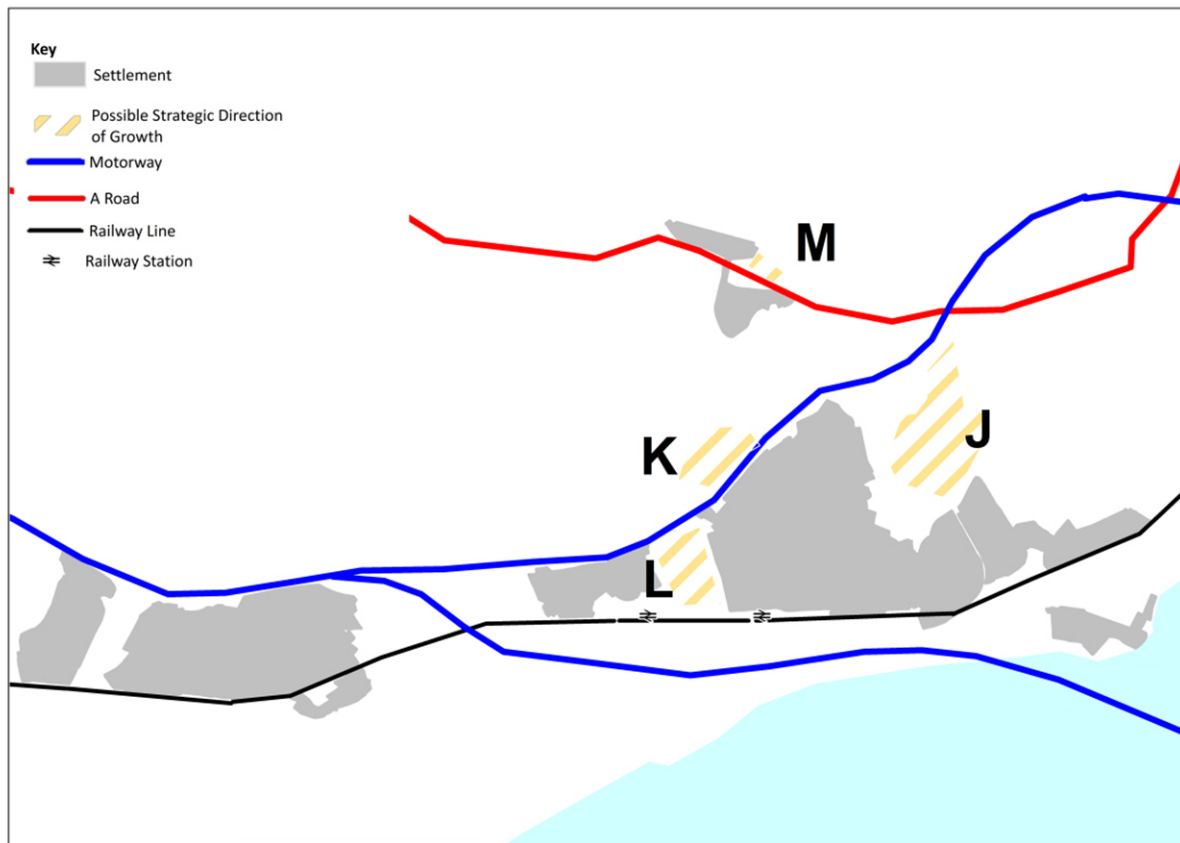 Key
Settlement
Possible Strategic Direction
of Growth
Motorway
A Road
Railway Line
Railway Station
M
J
K
L